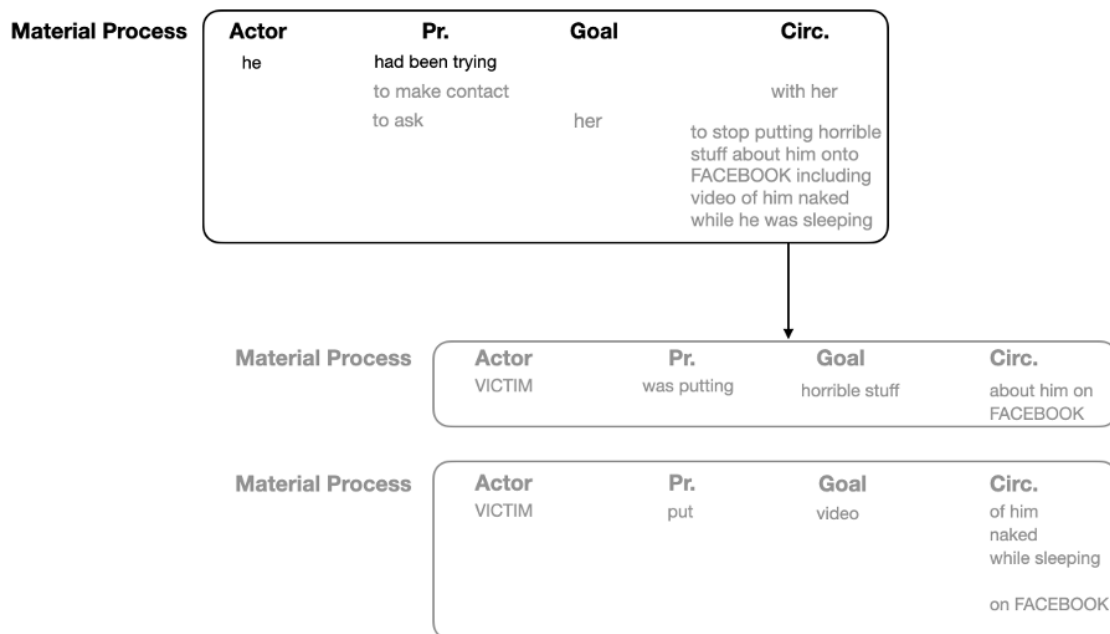 Material Process Actor Pr. Goal Circ.
he had been trying
to make contact with her
to ask her
to stop putting horrible
stuff about him onto
FACEBOOK including
video of him naked
while he was sleeping
Material Process Actor Pr. Goal Circ.
VICTIM was putting horrible stuff about him on
FACEBOOK
Material Process Actor Pr. Goal Circ.
VICTIM put video of him
naked
while sleeping
on FACEBOOK